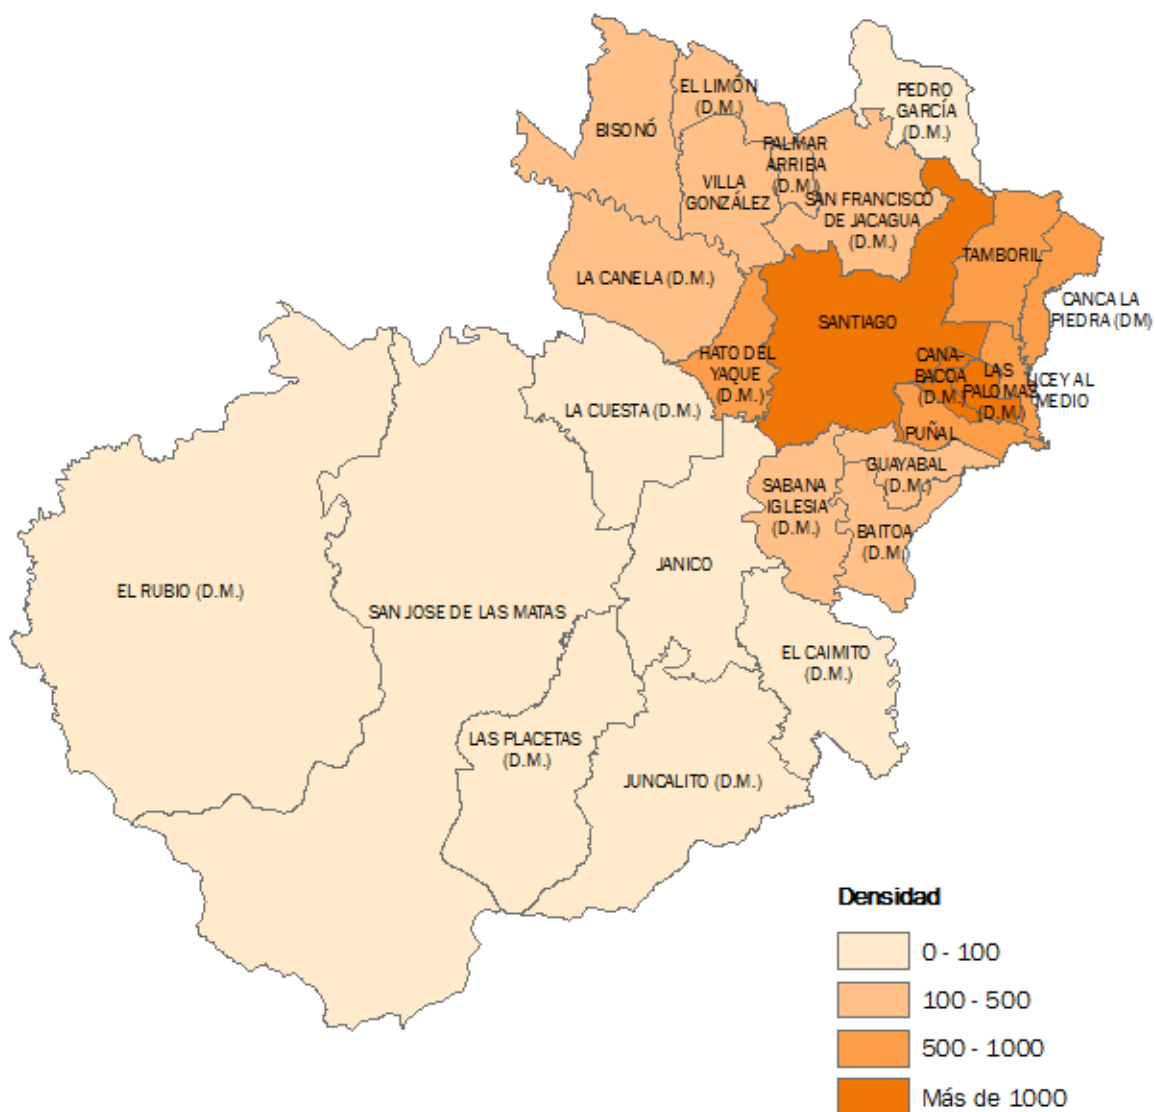 PEDRO
GARCÍA
(D.M.)
EL LIMÓN
(D.M.)
BISONÓ
PALMAR
ARRIBA
(D.M.)
VILLA
GONZÁLEZ
SAN FRANCISCO
DE JACAGUA
(D.M.)
TAMBORIL
LA CANELA (D.M.)
CANCA LA
PIEDRA (DM)
SANTIAGO
HATO DEL
YAQUE
(D.M.)
CANA-
BACOA
(D.M.)
LAS
PALOMAS
(D.M.)
LICEY AL
MEDIO
LA CUESTA (D.M.)
PUÑAL
GUAYABAL
(D.M.)
SABANA
IGLESIA
(D.M.)
BAITOA
(D.M.)
JANICO
EL RUBIO (D.M.)
SAN JOSE DE LAS MATAS
EL CAIMITO
(D.M.)
LAS PLACETAS
(D.M.)
JUNCALITO (D.M.)
Densidad
0 - 100
100 - 500
500 - 1000
Más de 1000